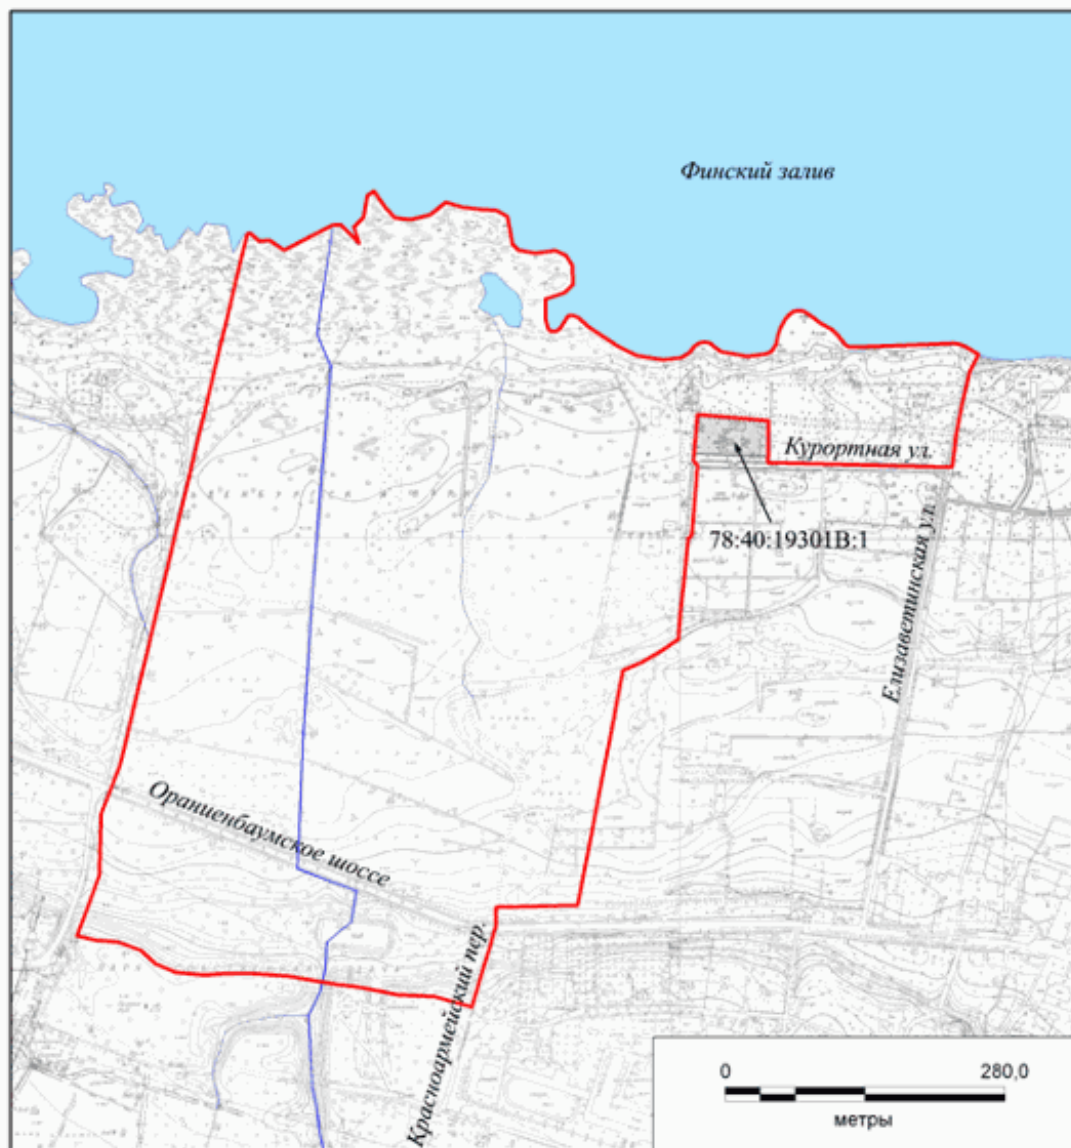 Финский залив
Курортная ул.
78:40:19301В:1
Елизаветинская ул.
Ораниенбаумское шоссе
Красноармейский пер.
0 280,0
метры